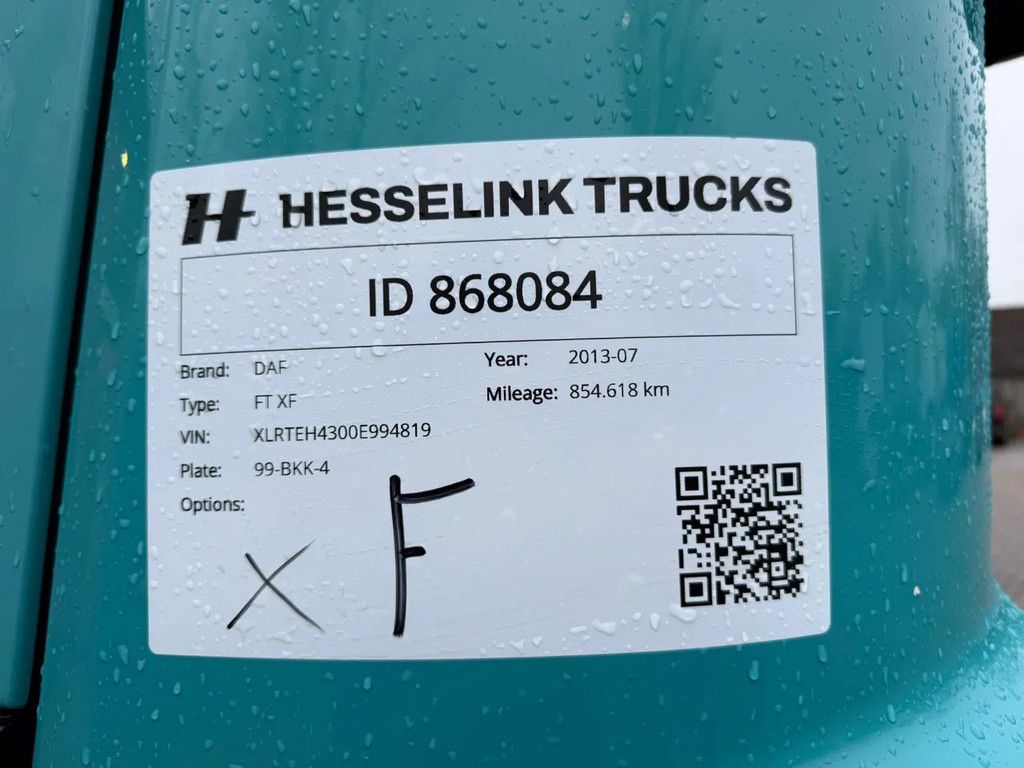 H HESSELINK TRUCKS
ID 868084
Brand: DAF Year: 2013-07
Type: FT XF Mileage: 854.618 km
VIN: XLRTEH4300E994819
Plate: 99-BKK-4
Options:
X F